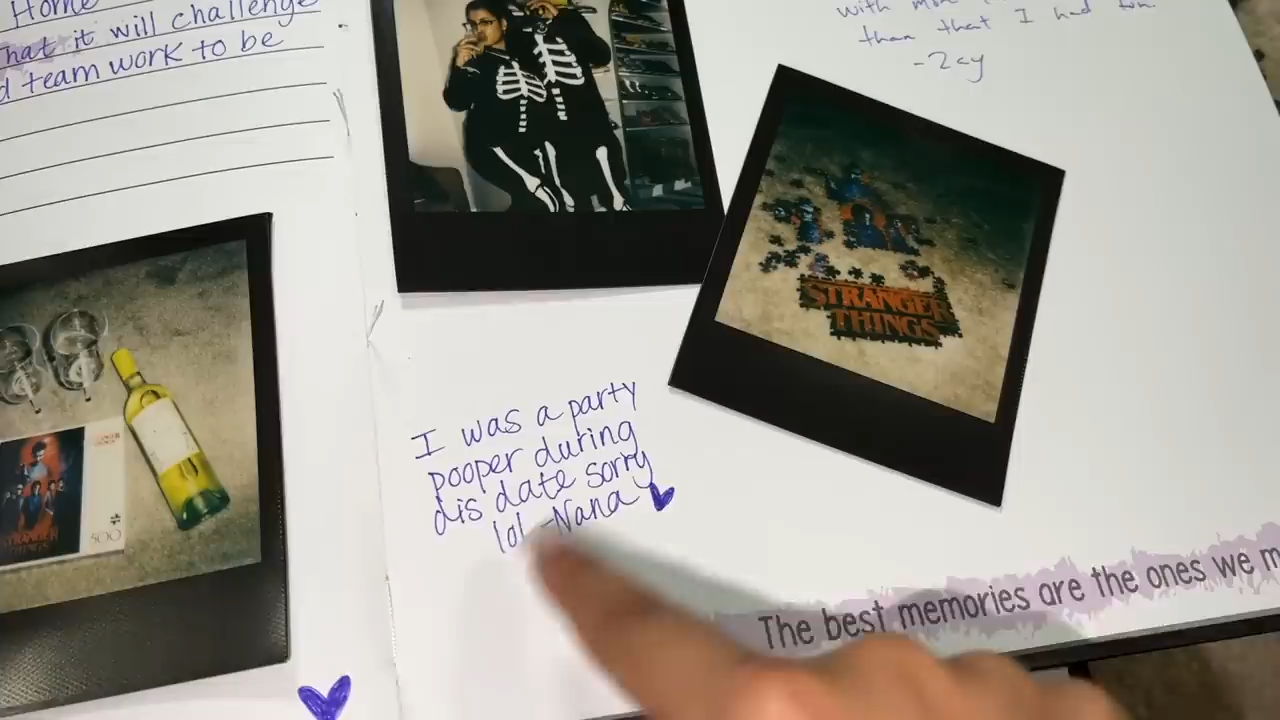 Home
That it will challenge
d team work to be
than that I had
STRANGER
THINGS
STRANGER
THINGS
500
I was a party
pooper during
dis date sorry
lol -Nana
The best memories are the ones we m